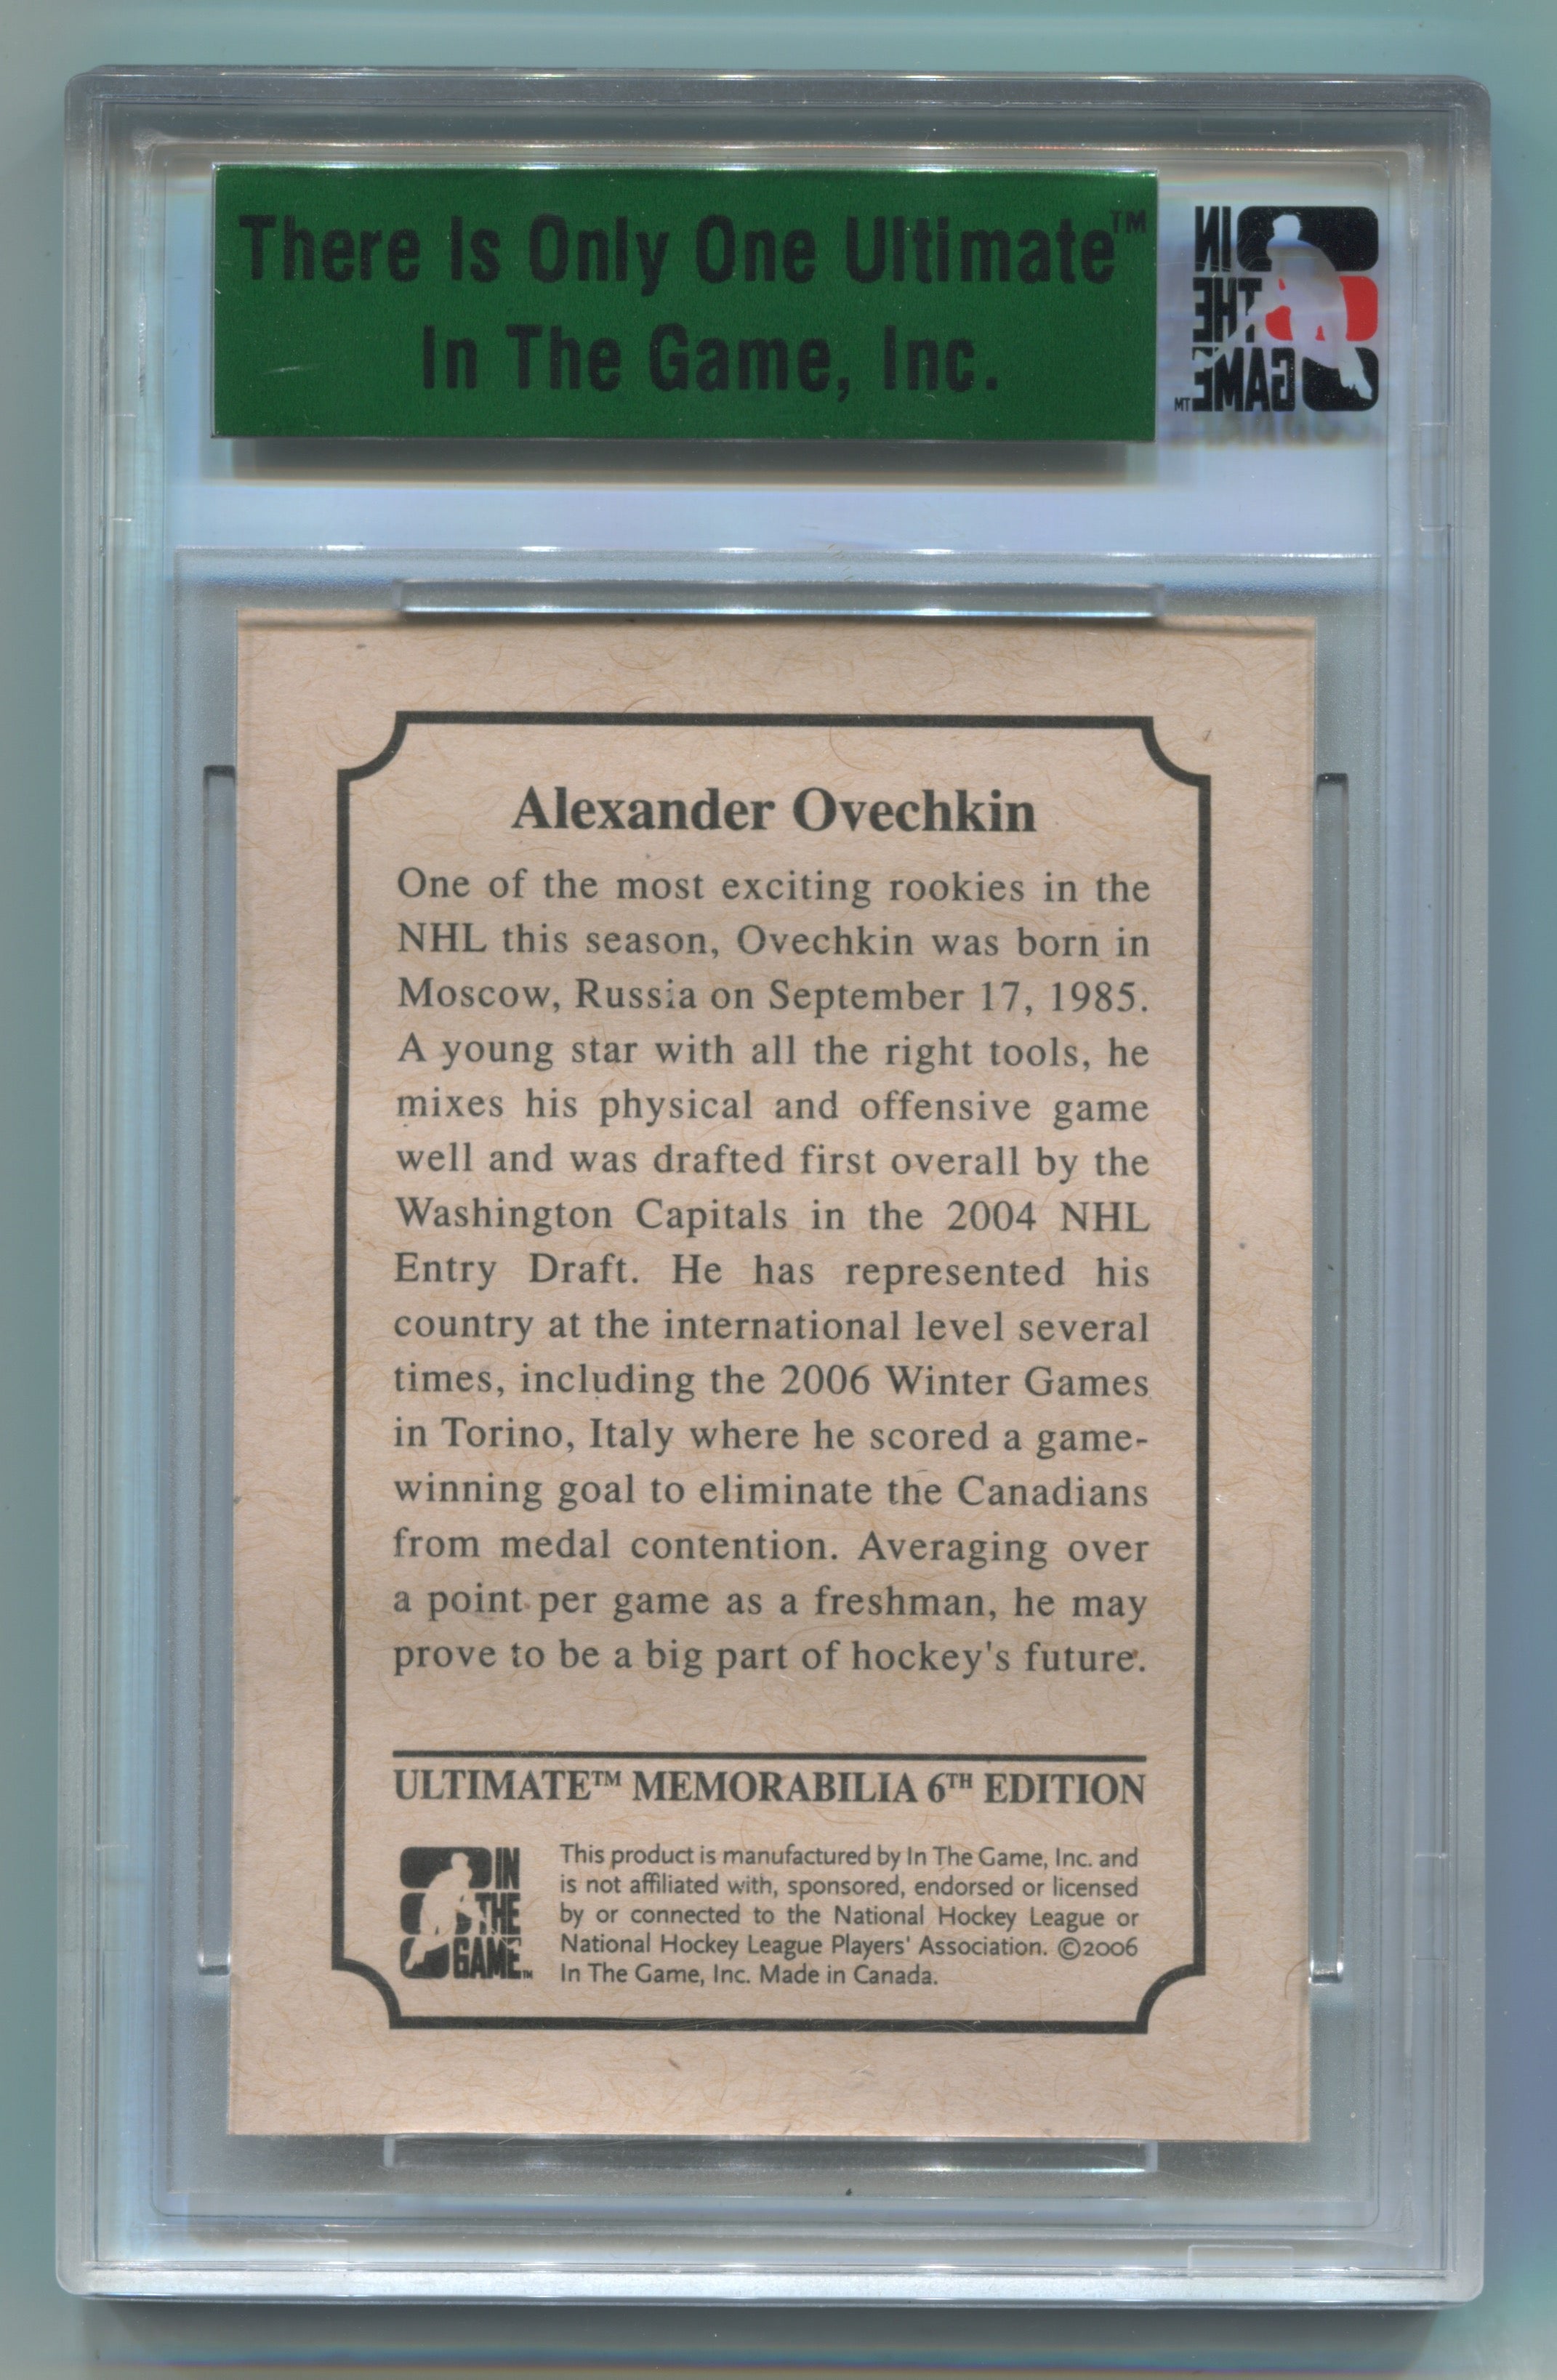 There Is Only One Ultimate™
In The Game, Inc.
IN
THE
GAME™
Alexander Ovechkin
One of the most exciting rookies in the
NHL this season, Ovechkin was born in
Moscow, Russia on September 17, 1985.
A young star with all the right tools, he
mixes his physical and offensive game
well and was drafted first overall by the
Washington Capitals in the 2004 NHL
Entry Draft. He has represented his
country at the international level several
times, including the 2006 Winter Games
in Torino, Italy where he scored a game-
winning goal to eliminate the Canadians
from medal contention. Averaging over
a point per game as a freshman, he may
prove to be a big part of hockey's future.
ULTIMATE™ MEMORABILIA 6TH EDITION
IN
THE
GAME™
This product is manufactured by In The Game, Inc. and
is not affiliated with, sponsored, endorsed or licensed
by or connected to the National Hockey League or
National Hockey League Players' Association. ©2006
In The Game, Inc. Made in Canada.